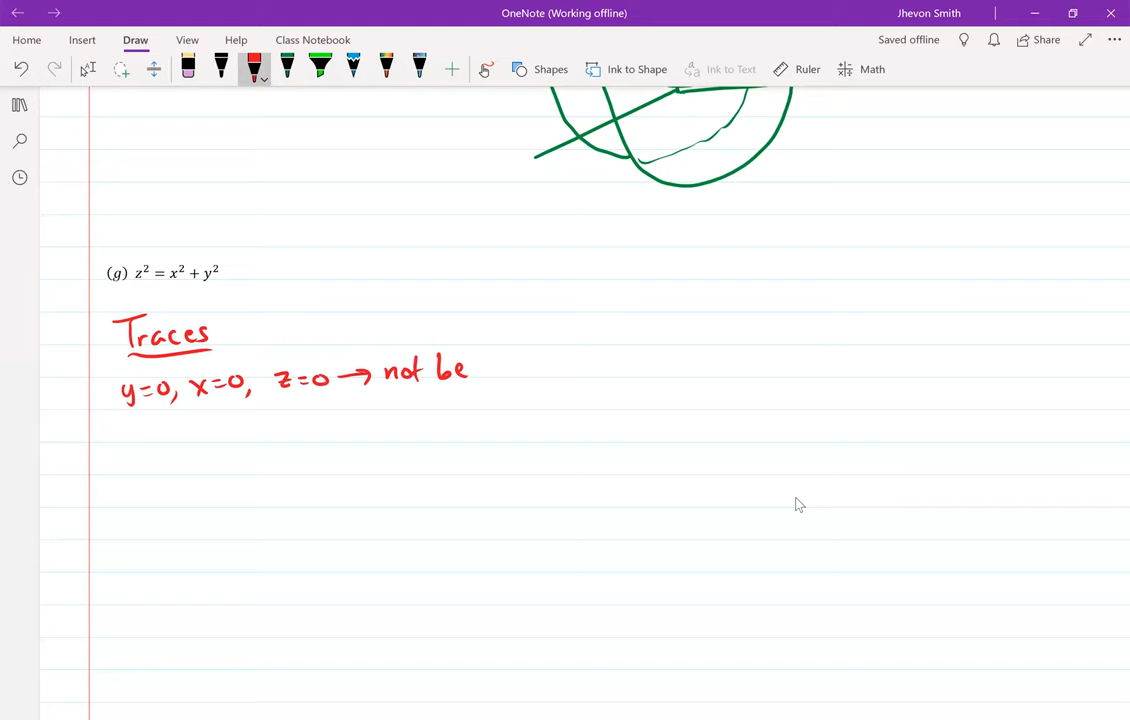 OneNote (Working offline)
Jhevon Smith
Home Insert Draw View Help Class Notebook
Saved offline
Share
Shapes
Ink to Shape
Ink to Text
Ruler
Math
(g) z² = x² + y²
Traces
y=0, x=0, z=0 → not be